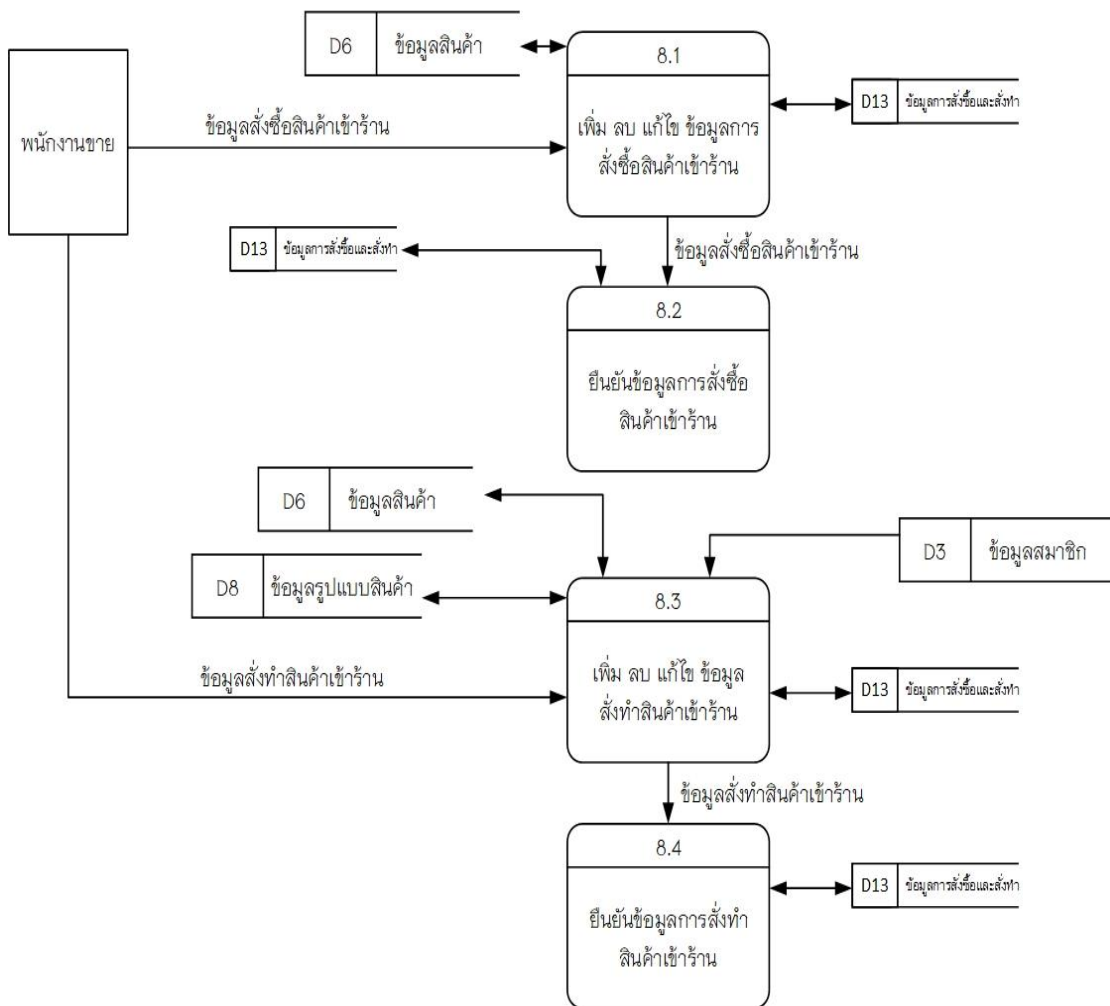 D6 ข้อมูลสินค้า
8.1
พนักงานขาย
ข้อมูลสั่งซื้อสินค้าเข้าร้าน
เพิ่ม ลบ แก้ไข ข้อมูลการ
สั่งซื้อสินค้าเข้าร้าน
D13 ข้อมูลการสั่งซื้อและสั่งทำ
D13 ข้อมูลการสั่งซื้อและสั่งทำ
ข้อมูลสั่งซื้อสินค้าเข้าร้าน
8.2
ยืนยันข้อมูลการสั่งซื้อ
สินค้าเข้าร้าน
D6 ข้อมูลสินค้า
D3 ข้อมูลสมาชิก
D8 ข้อมูลรูปแบบสินค้า
8.3
ข้อมูลสั่งทำสินค้าเข้าร้าน
เพิ่ม ลบ แก้ไข ข้อมูล
สั่งทำสินค้าเข้าร้าน
D13 ข้อมูลการสั่งซื้อและสั่งทำ
ข้อมูลสั่งทำสินค้าเข้าร้าน
8.4
ยืนยันข้อมูลการสั่งทำ
สินค้าเข้าร้าน
D13 ข้อมูลการสั่งซื้อและสั่งทำ